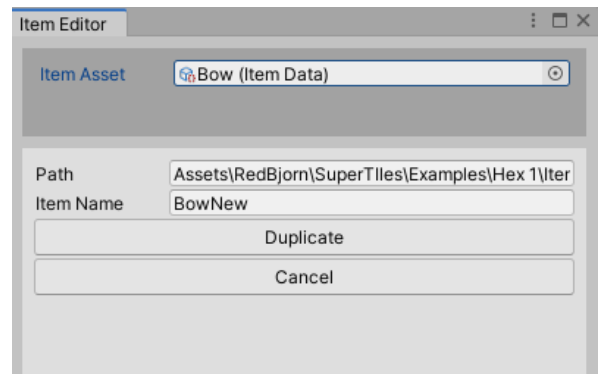 Item Editor
Item Asset Bow (Item Data)
Path Assets\RedBjorn\SuperTIles\Examples\Hex 1\Iter
Item Name BowNew
Duplicate
Cancel